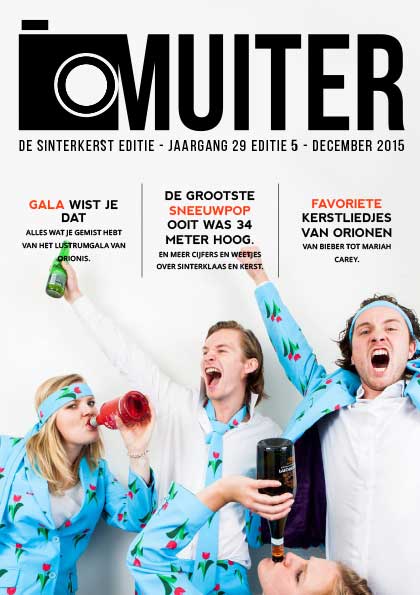 MUITER
DE SINTERKERST EDITIE - JAARGANG 29 EDITIE 5 - DECEMBER 2015
GALA WIST JE
DAT
ALLES WAT JE GEMIST HEBT
VAN HET LUSTRUMGALA VAN
ORIONIS.
DE GROOTSTE
SNEEUWPOP
OOIT WAS 34
METER HOOG.
EN MEER CIJFERS EN WEETJES
OVER SINTERKLAAS EN KERST.
FAVORIETE
KERSTLIEDJES
VAN ORIONEN
VAN BIEBER TOT MARIAH
CAREY.